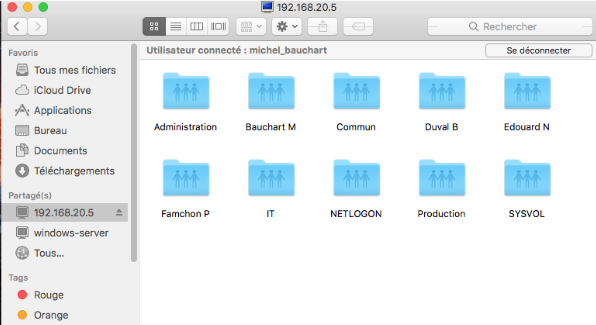 192.168.20.5
Rechercher
Utilisateur connecté : michel_bauchart
Se déconnecter
Favoris
Tous mes fichiers
iCloud Drive
Applications
Bureau
Documents
Téléchargements
Partagé(s)
192.168.20.5
windows-server
Tous...
Tags
Rouge
Orange
Administration
Bauchart M
Commun
Duval B
Edouard N
Famchon P
IT
NETLOGON
Production
SYSVOL